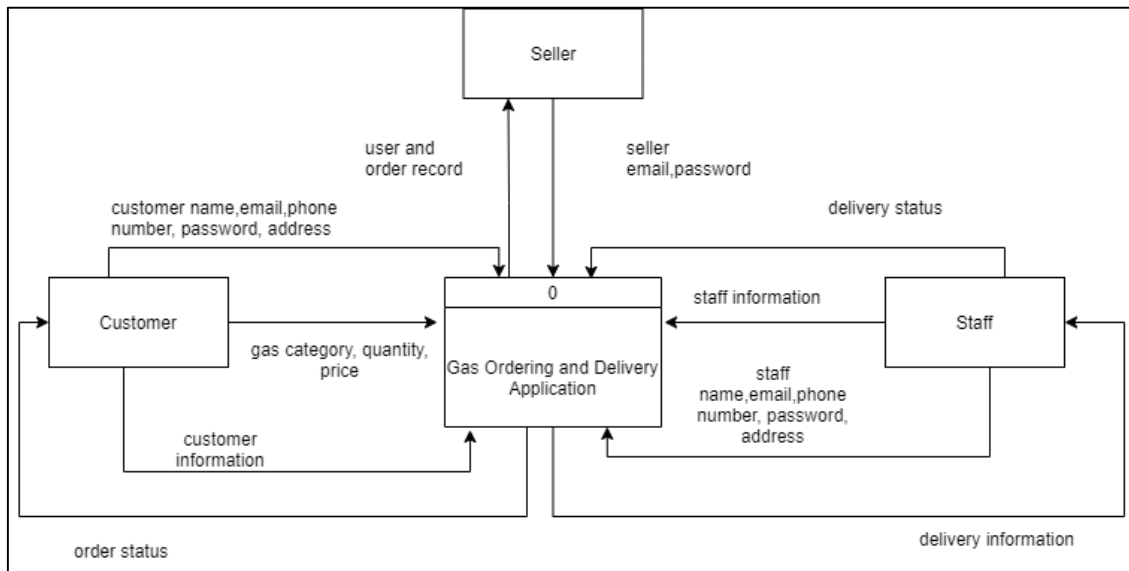 Seller
user and
order record
seller
email,password
customer name,email,phone
number, password, address
delivery status
0
Customer
gas category, quantity,
price
Gas Ordering and Delivery
Application
staff information
Staff
staff
name,email,phone
number, password,
address
customer
information
order status
delivery information